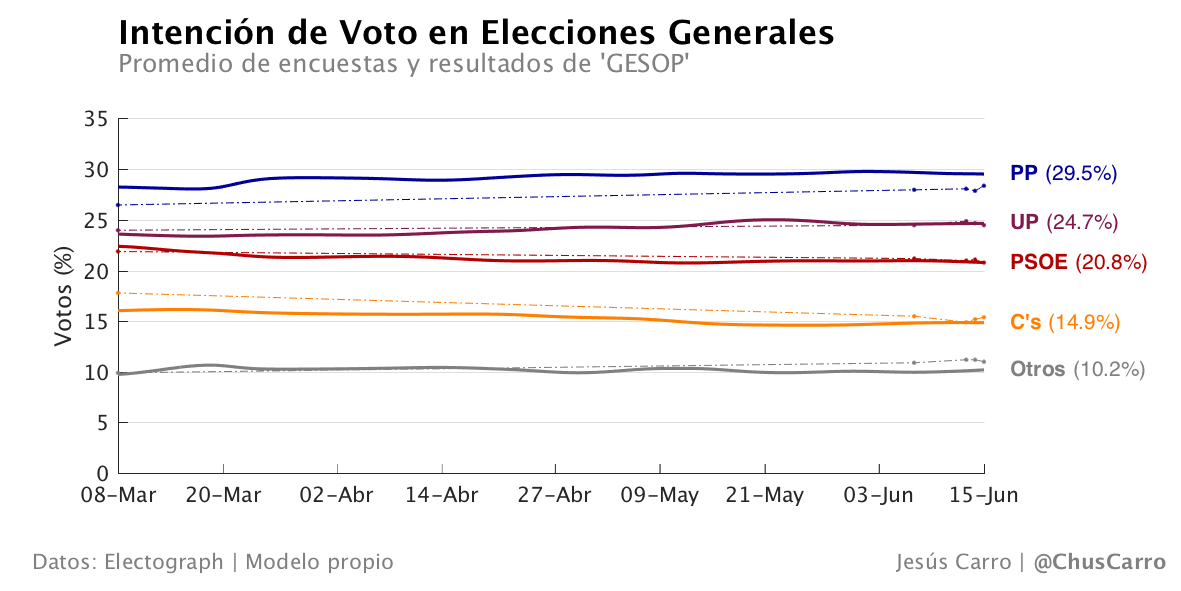 Intención de Voto en Elecciones Generales
Promedio de encuestas y resultados de 'GESOP'
Votos (%)
35
30
25
20
15
10
5
0
08-Mar 20-Mar 02-Abr 14-Abr 27-Abr 09-May 21-May 03-Jun 15-Jun
PP (29.5%)
UP (24.7%)
PSOE (20.8%)
C's (14.9%)
Otros (10.2%)
Datos: Electograph | Modelo propio
Jesús Carro | @ChusCarro